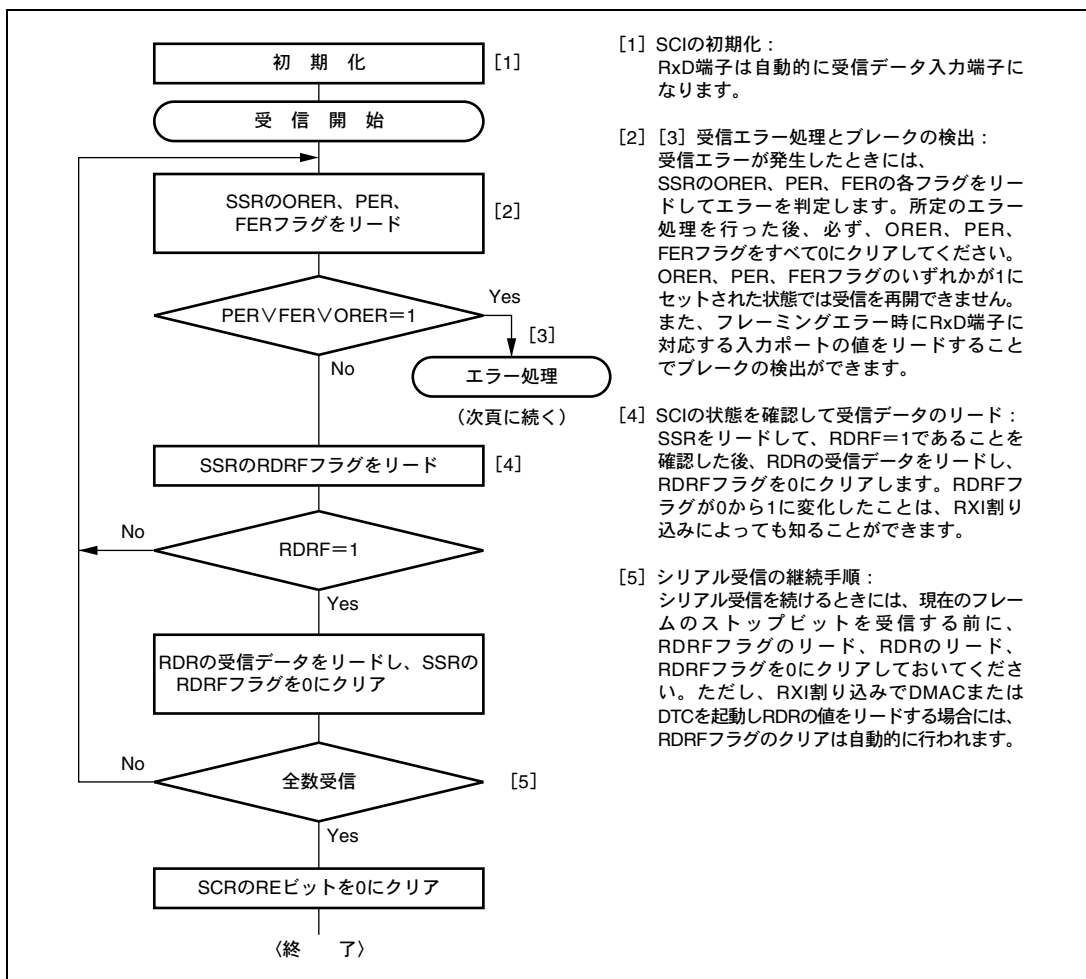 初 期 化 [1]
受 信 開 始
SSRのORER、PER、
FERフラグをリード
[2]
PER∨FER∨ORER＝1
Yes
[3]
No
エラー処理
（次頁に続く）
SSRのRDRFフラグをリード [4]
No
RDRF＝1
Yes
RDRの受信データをリードし、SSRの
RDRFフラグを0にクリア
No
全数受信
[5]
Yes
SCRのREビットを0にクリア
〈終 了〉
[1] SCIの初期化：
RxD端子は自動的に受信データ入力端子に
なります。
[2] [3] 受信エラー処理とブレークの検出：
受信エラーが発生したときには、
SSRのORER、PER、FERの各フラグをリー
ドしてエラーを判定します。所定のエラー
処理を行った後、必ず、ORER、PER、
FERフラグをすべて0にクリアしてください。
ORER、PER、FERフラグのいずれかが1に
セットされた状態では受信を再開できません。
また、フレーミングエラー時にRxD端子に
対応する入力ポートの値をリードすること
でブレークの検出ができます。
[4] SCIの状態を確認して受信データのリード：
SSRをリードして、RDRF＝1であることを
確認した後、RDRの受信データをリードし、
RDRFフラグを0にクリアします。RDRFフ
ラグが0から1に変化したことは、RXI割り
込みによっても知ることができます。
[5] シリアル受信の継続手順：
シリアル受信を続けるときには、現在のフレー
ムのストップビットを受信する前に、
RDRFフラグのリード、RDRのリード、
RDRFフラグを0にクリアしておいてくださ
い。ただし、RXI割り込みでDMACまたは
DTCを起動しRDRの値をリードする場合には、
RDRFフラグのクリアは自動的に行われます。